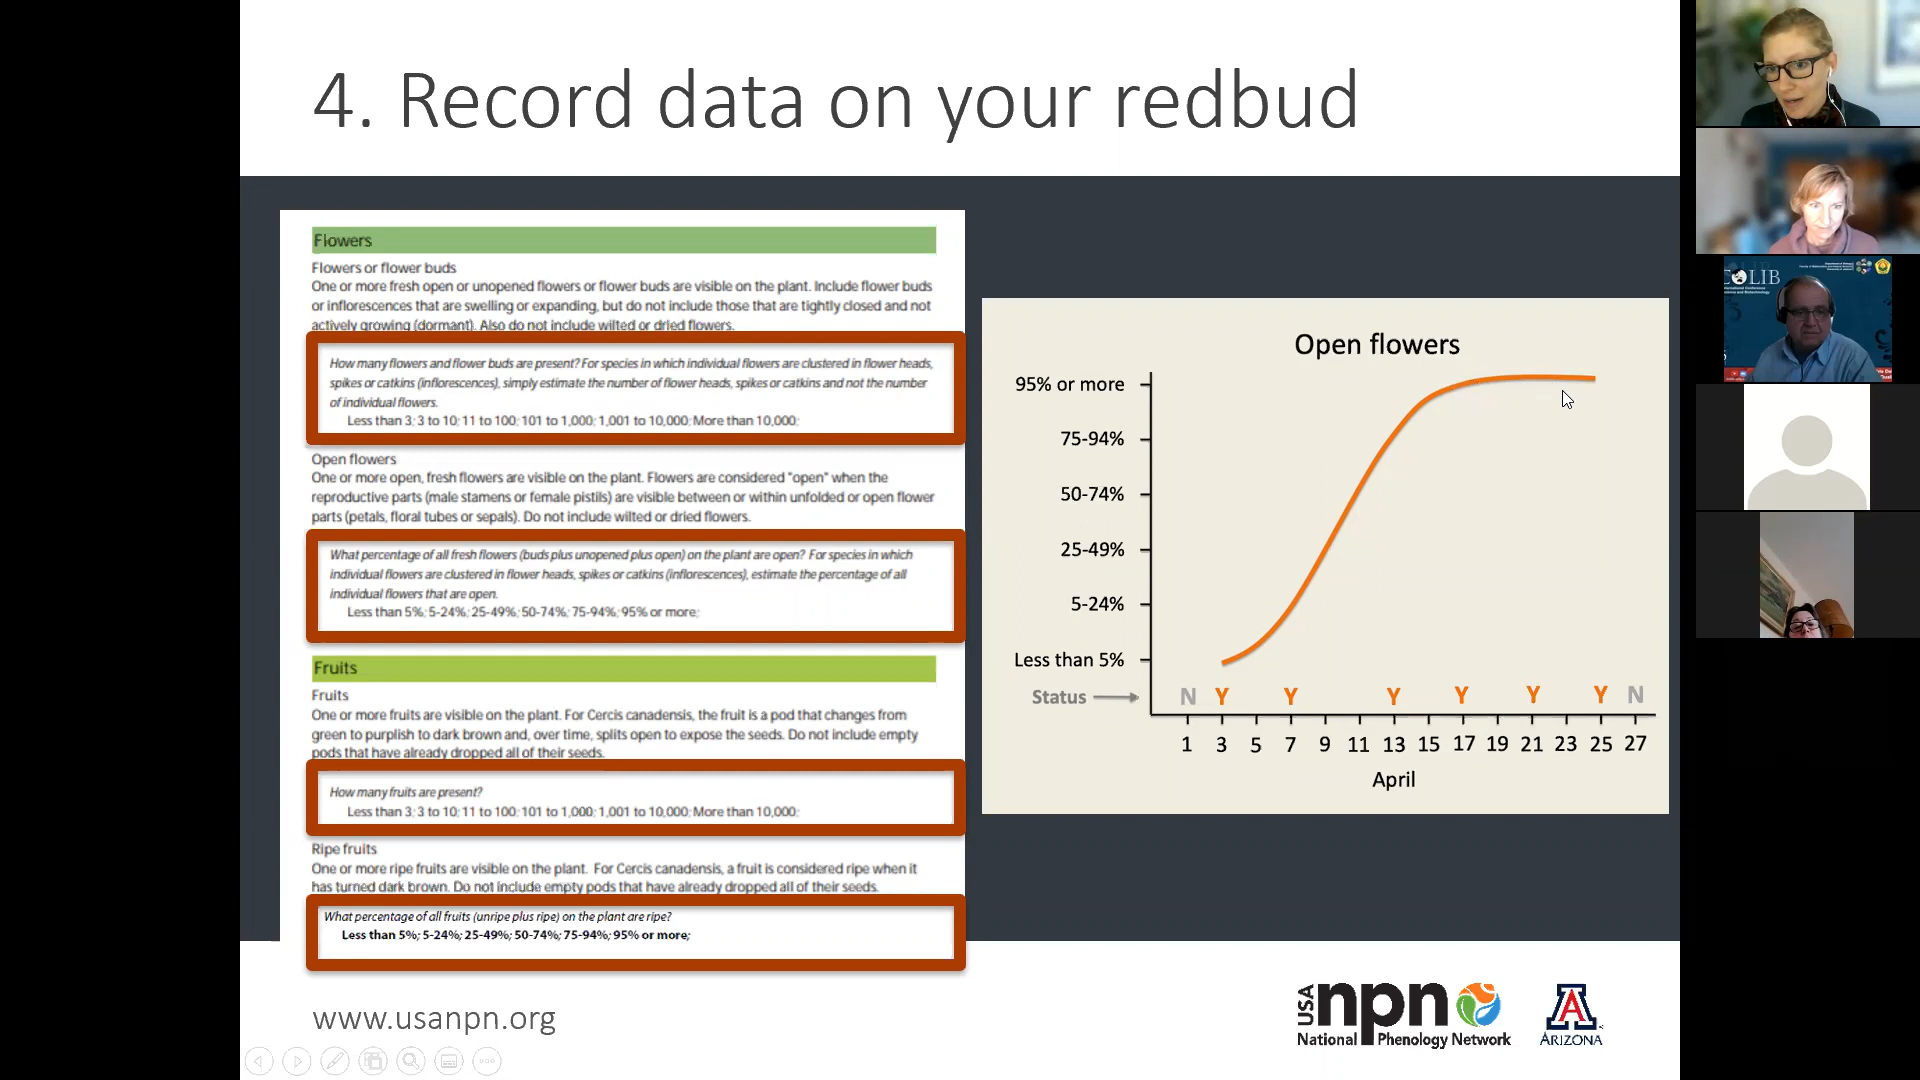 4. Record data on your redbud
Flowers
Flowers or flower buds
One or more fresh open or unopened flowers or flower buds are visible on the plant. Include flower buds
or inflorescences that are swelling or expanding, but do not include those that are tightly closed and not
actively growing (dormant). Also do not include wilted or dried flowers.
How many flowers and flower buds are present? For species in which individual flowers are clustered in flower heads,
spikes or catkins (inflorescences), simply estimate the number of flower heads, spikes or catkins and not the number
of individual flowers.
Less than 3; 3 to 10; 11 to 100; 101 to 1,000; 1,001 to 10,000; More than 10,000;
Open flowers
One or more open, fresh flowers are visible on the plant. Flowers are considered "open" when the
reproductive parts (male stamens or female pistils) are visible between or within unfolded or open flower
parts (petals, floral tubes or sepals). Do not include wilted or dried flowers.
What percentage of all fresh flowers (buds plus unopened plus open) on the plant are open? For species in which
individual flowers are clustered in flower heads, spikes or catkins (inflorescences), estimate the percentage of all
individual flowers that are open.
Less than 5%; 5-24%; 25-49%; 50-74%; 75-94%; 95% or more;
Fruits
Fruits
One or more fruits are visible on the plant. For Cercis canadensis, the fruit is a pod that changes from
green to purplish to dark brown and, over time, splits open to expose the seeds. Do not include empty
pods that have already dropped all of their seeds.
How many fruits are present?
Less than 3; 3 to 10; 11 to 100; 101 to 1,000; 1,001 to 10,000; More than 10,000;
Ripe fruits
One or more ripe fruits are visible on the plant. For Cercis canadensis, a fruit is considered ripe when it
has turned dark brown. Do not include empty pods that have already dropped all of their seeds.
What percentage of all fruits (unripe plus ripe) on the plant are ripe?
Less than 5%; 5-24%; 25-49%; 50-74%; 75-94%; 95% or more;
Open flowers
95% or more
75-94%
50-74%
25-49%
5-24%
Less than 5%
Status N Y Y Y Y Y Y N
1 3 5 7 9 11 13 15 17 19 21 23 25 27
April
www.usanpn.org
USA npn
National Phenology Network
A
ARIZONA